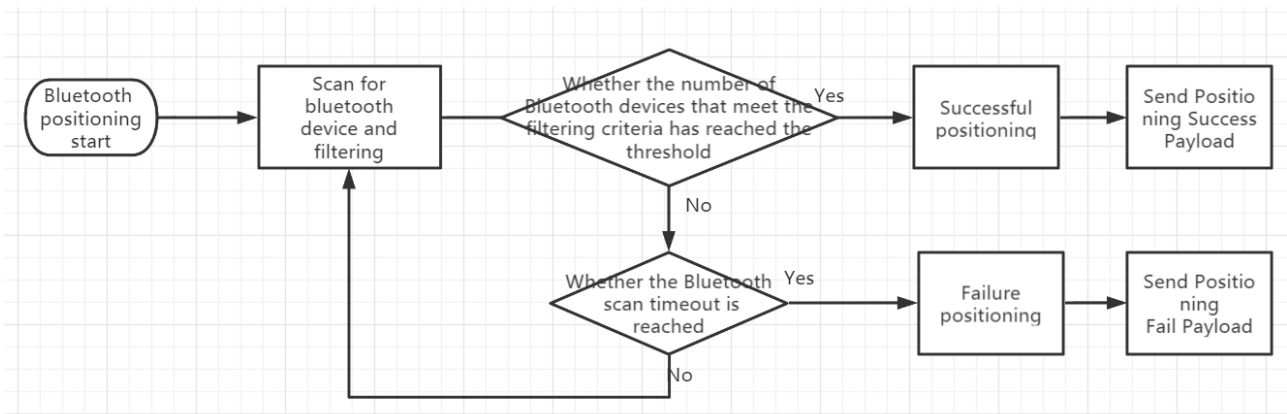 Bluetooth
positioning
start
Scan for
bluetooth
device and
filtering
Whether the number of
Bluetooth devices that meet the
filtering criteria has reached the
threshold
Yes
Successful
positioning
Send Positio
ning Success
Payload
No
Whether the Bluetooth
scan timeout is
reached
Yes
Failure
positioning
Send Positio
ning
Fail Payload
No